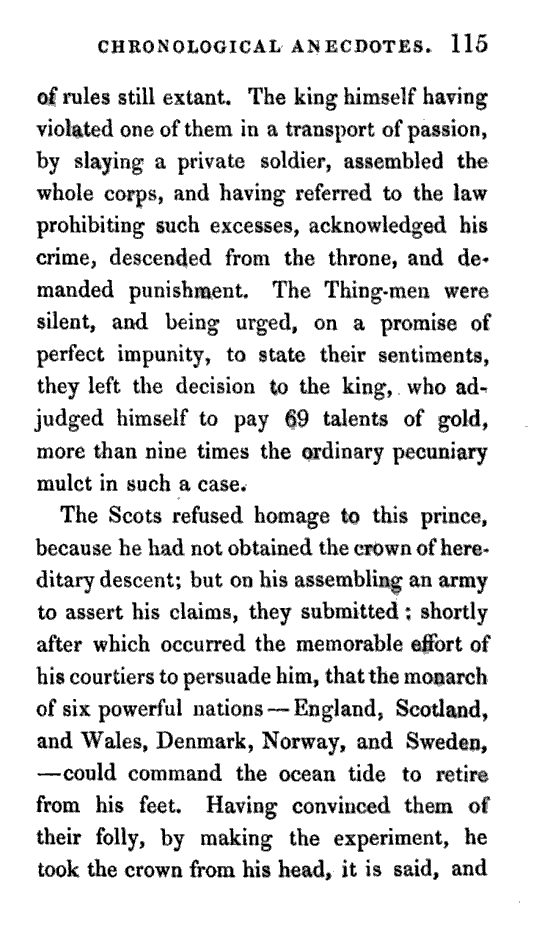 CHRONOLOGICAL ANECDOTES. 115
of rules still extant. The king himself having
violated one of them in a transport of passion,
by slaying a private soldier, assembled the
whole corps, and having referred to the law
prohibiting such excesses, acknowledged his
crime, descended from the throne, and de-
manded punishment. The Thing-men were
silent, and being urged, on a promise of
perfect impunity, to state their sentiments,
they left the decision to the king, who ad-
judged himself to pay 69 talents of gold,
more than nine times the ordinary pecuniary
mulct in such a case.
The Scots refused homage to this prince,
because he had not obtained the crown of here-
ditary descent; but on his assembling an army
to assert his claims, they submitted; shortly
after which occurred the memorable effort of
his courtiers to persuade him, that the monarch
of six powerful nations—England, Scotland,
and Wales, Denmark, Norway, and Sweden,
—could command the ocean tide to retire
from his feet. Having convinced them of
their folly, by making the experiment, he
took the crown from his head, it is said, and